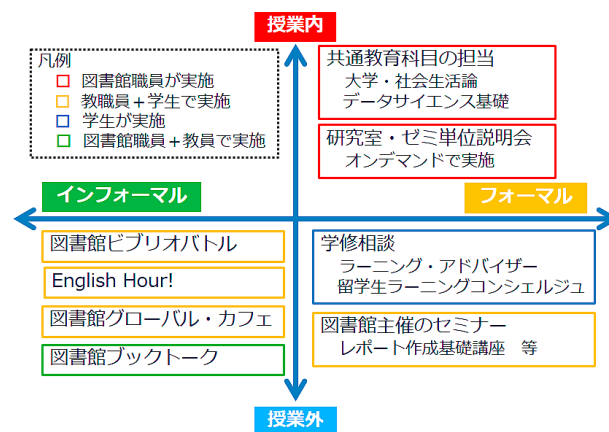 授業内
凡例
図書館職員が実施
教職員＋学生で実施
学生が実施
図書館職員＋教員で実施
共通教育科目の担当
大学・社会生活論
データサイエンス基礎
研究室・ゼミ単位説明会
オンデマンドで実施
インフォーマル
フォーマル
図書館ビブリオバトル
English Hour!
図書館グローバル・カフェ
図書館ブックトーク
学修相談
ラーニング・アドバイザー
留学生ラーニングコンシェルジュ
図書館主催のセミナー
レポート作成基礎講座　等
授業外